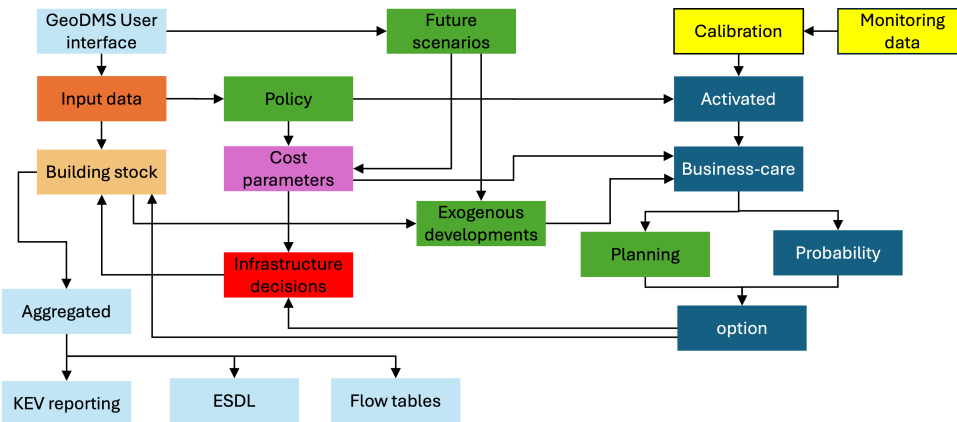 GeoDMS User
interface
Future
scenarios
Calibration
Monitoring
data
Input data
Policy
Activated
Building stock
Cost
parameters
Business-care
Exogenous
developments
Planning
Probability
Infrastructure
decisions
Aggregated
option
KEV reporting
ESDL
Flow tables